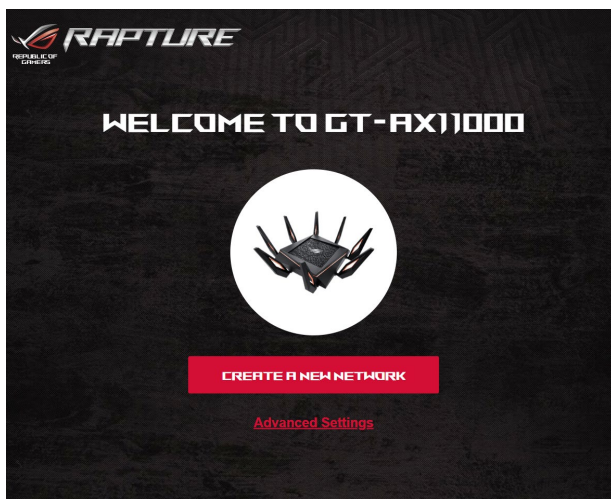 RAPTURE
REPUBLIC OF
GAMERS
WELCOME TO GT-AX11000
CREATE A NEW NETWORK
Advanced Settings